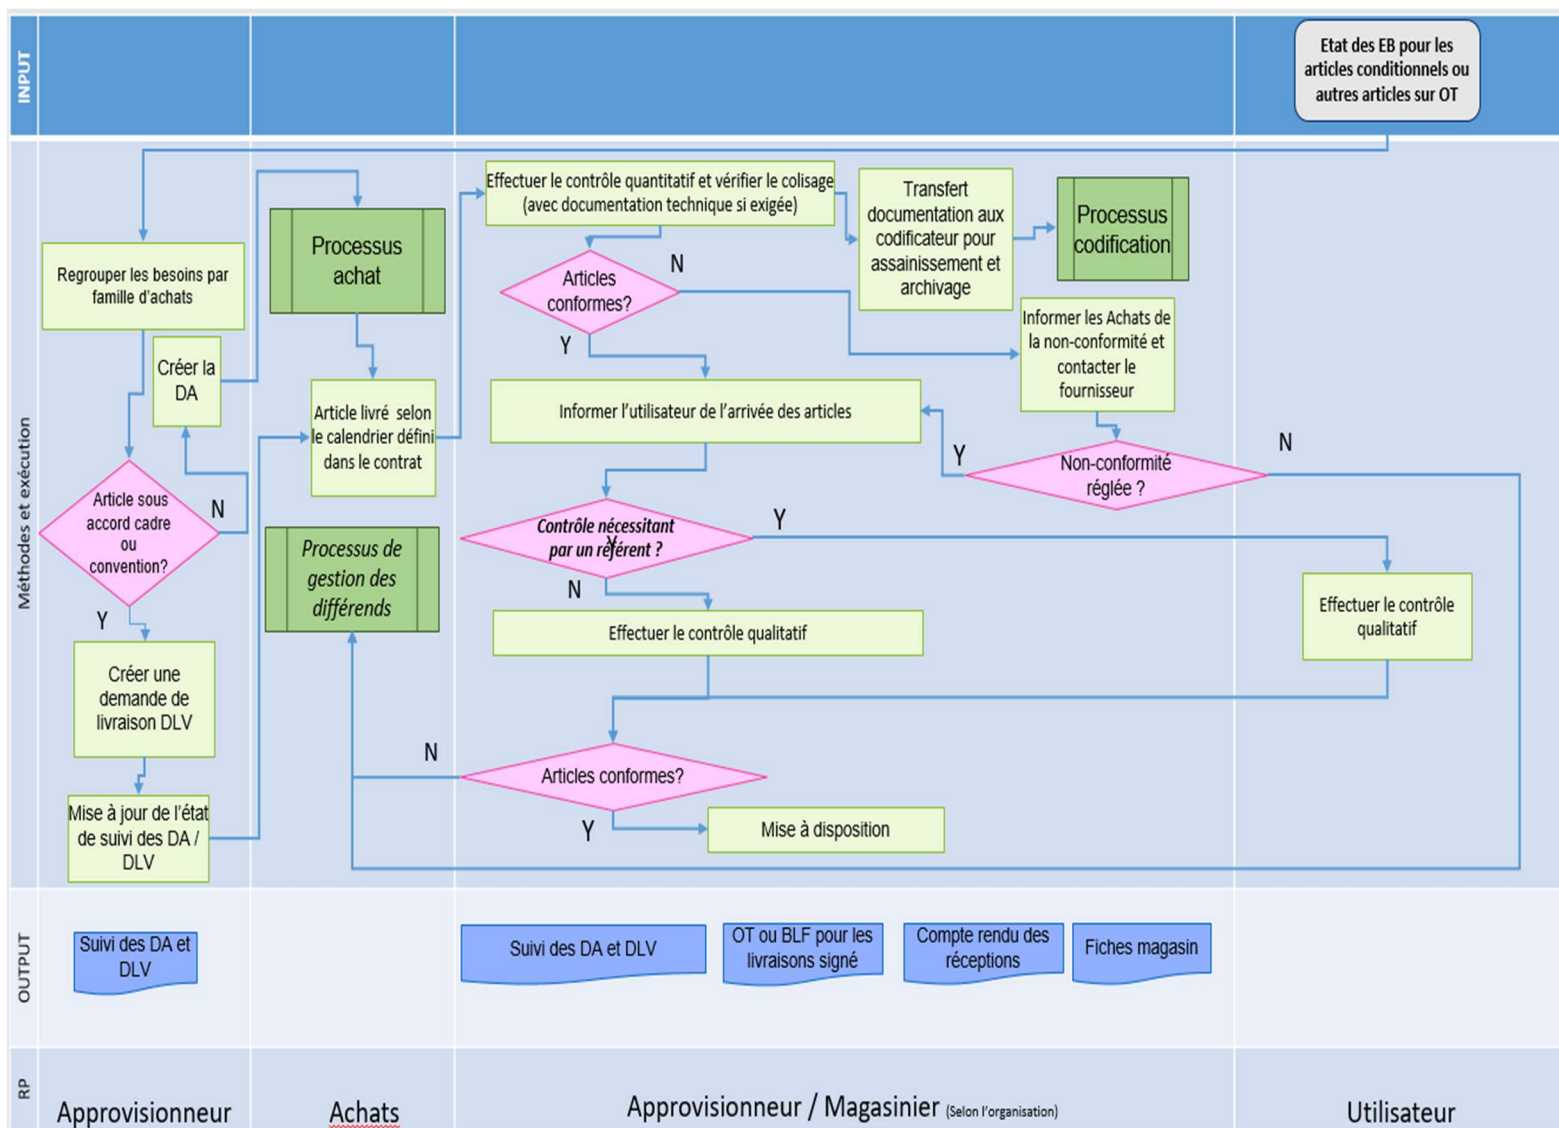 INPUT
Etat des EB pour les
articles conditionnels ou
autres articles sur OT
Méthodes et exécution
Regrouper les besoins par
famille d'achats
Créer la
DA
Article sous
accord cadre
ou
convention?
N
Y
Créer une
demande de
livraison DLV
Mise à jour de l'état
de suivi des DA /
DLV
Processus
achat
Article livré selon
le calendrier défini
dans le contrat
Processus de
gestion des
différends
Effectuer le contrôle quantitatif et vérifier le colisage
(avec documentation technique si exigée)
Transfert
documentation aux
codificateur pour
assainissement et
archivage
Processus
codification
Articles
conformes?
N
Y
Informer les Achats de
la non-conformité et
contacter le
fournisseur
Informer l'utilisateur de l'arrivée des articles
Non-conformité
réglée ?
Y
N
Contrôle nécessitant
par un référent ?
Y
Y
N
Effectuer le contrôle qualitatif
Effectuer le contrôle
qualitatif
Articles conformes?
N
Y
Mise à disposition
OUTPUT
Suivi des DA et
DLV
Suivi des DA et DLV
OT ou BLF pour les
livraisons signé
Compte rendu des
réceptions
Fiches magasin
RP
Approvisionneur
Achats
Approvisionneur / Magasinier (Selon l'organisation)
Utilisateur